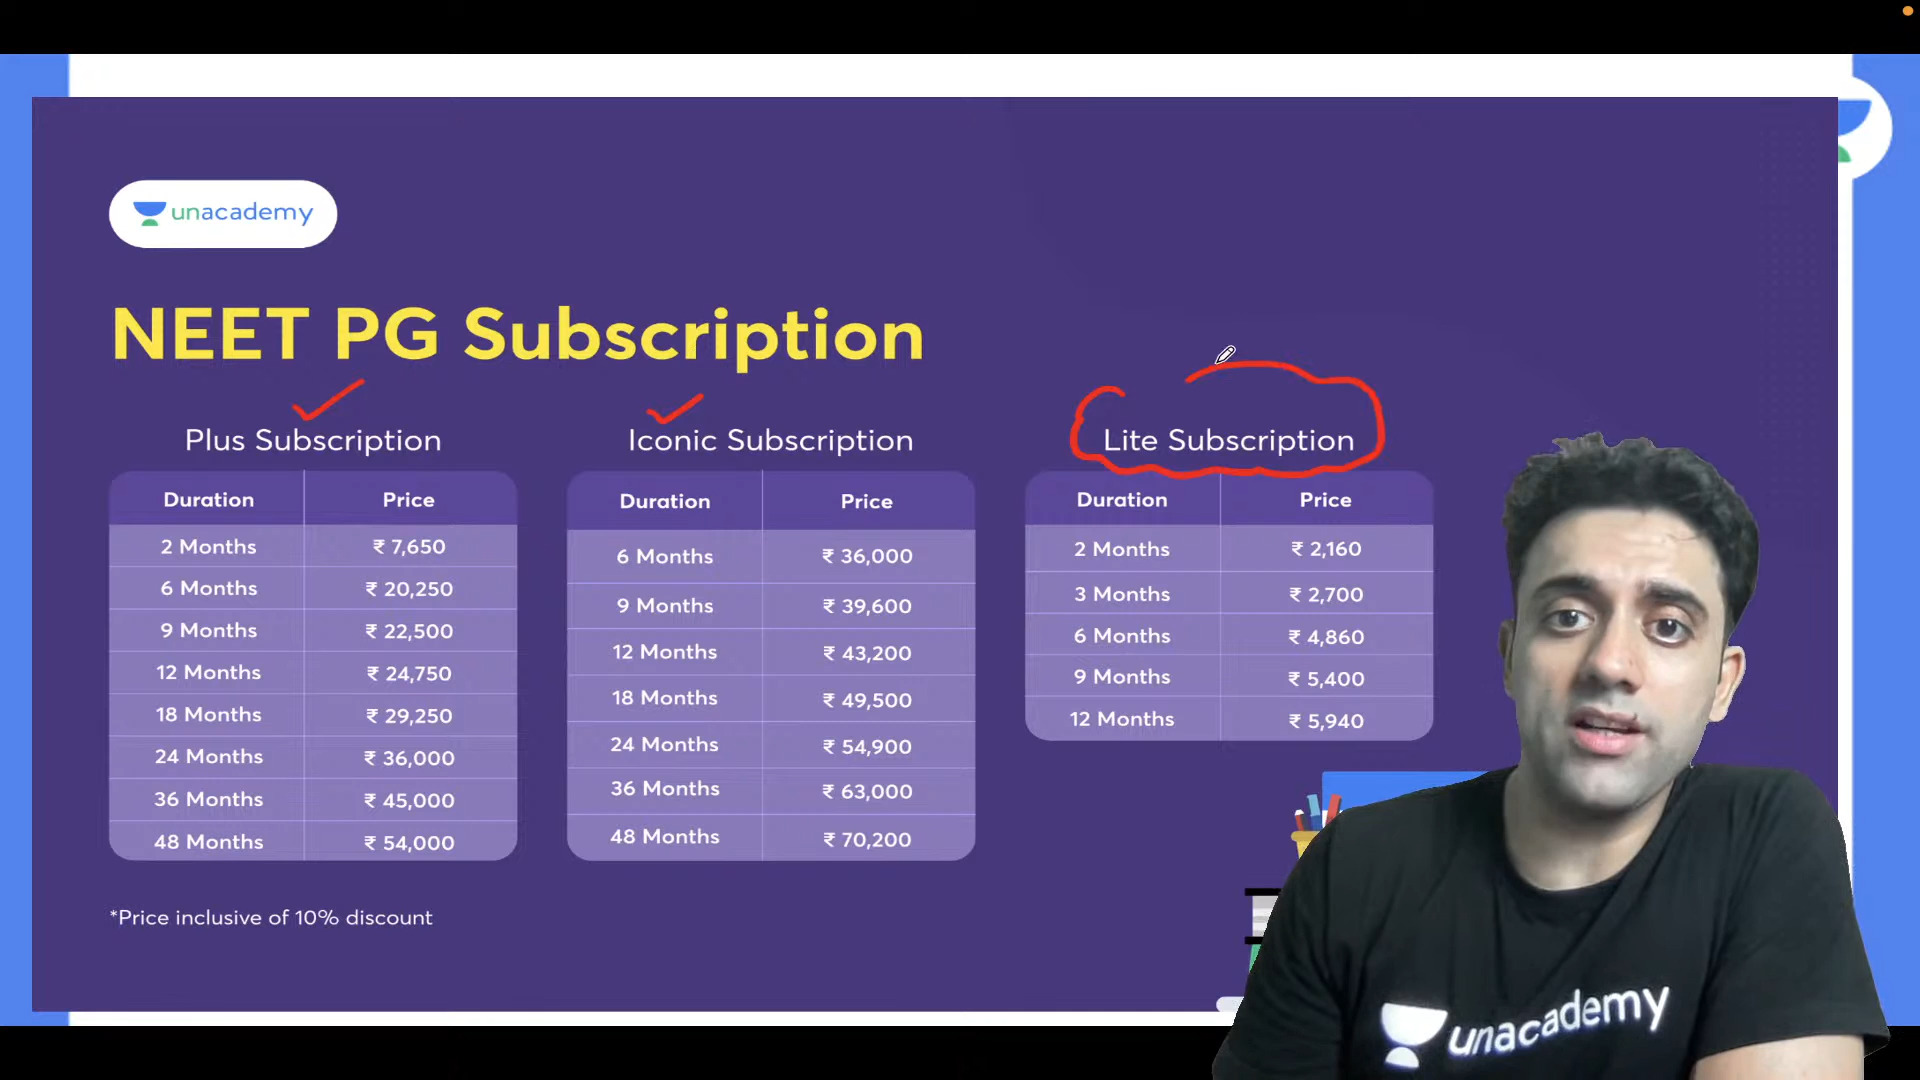 unacademy
NEET PG Subscription
Plus Subscription
Duration Price
2 Months ₹ 7,650
6 Months ₹ 20,250
9 Months ₹ 22,500
12 Months ₹ 24,750
18 Months ₹ 29,250
24 Months ₹ 36,000
36 Months ₹ 45,000
48 Months ₹ 54,000
Iconic Subscription
Duration Price
6 Months ₹ 36,000
9 Months ₹ 39,600
12 Months ₹ 43,200
18 Months ₹ 49,500
24 Months ₹ 54,900
36 Months ₹ 63,000
48 Months ₹ 70,200
Lite Subscription
Duration Price
2 Months ₹ 2,160
3 Months ₹ 2,700
6 Months ₹ 4,860
9 Months ₹ 5,400
12 Months ₹ 5,940
*Price inclusive of 10% discount
unacademy